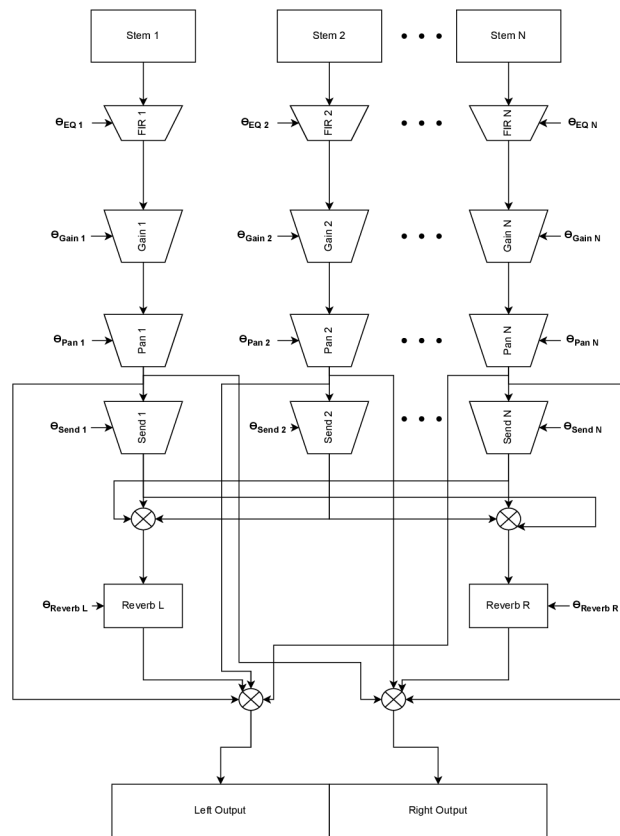 Stem 1
Stem 2
Stem N
ΘEQ 1
FIR 1
ΘEQ 2
FIR 2
FIR N
ΘEQ N
ΘGain 1
Gain 1
ΘGain 2
Gain 2
Gain N
ΘGain N
ΘPan 1
Pan 1
ΘPan 2
Pan 2
Pan N
ΘPan N
ΘSend 1
Send 1
ΘSend 2
Send 2
Send N
ΘSend N
ΘReverb L
Reverb L
Reverb R
ΘReverb R
Left Output
Right Output